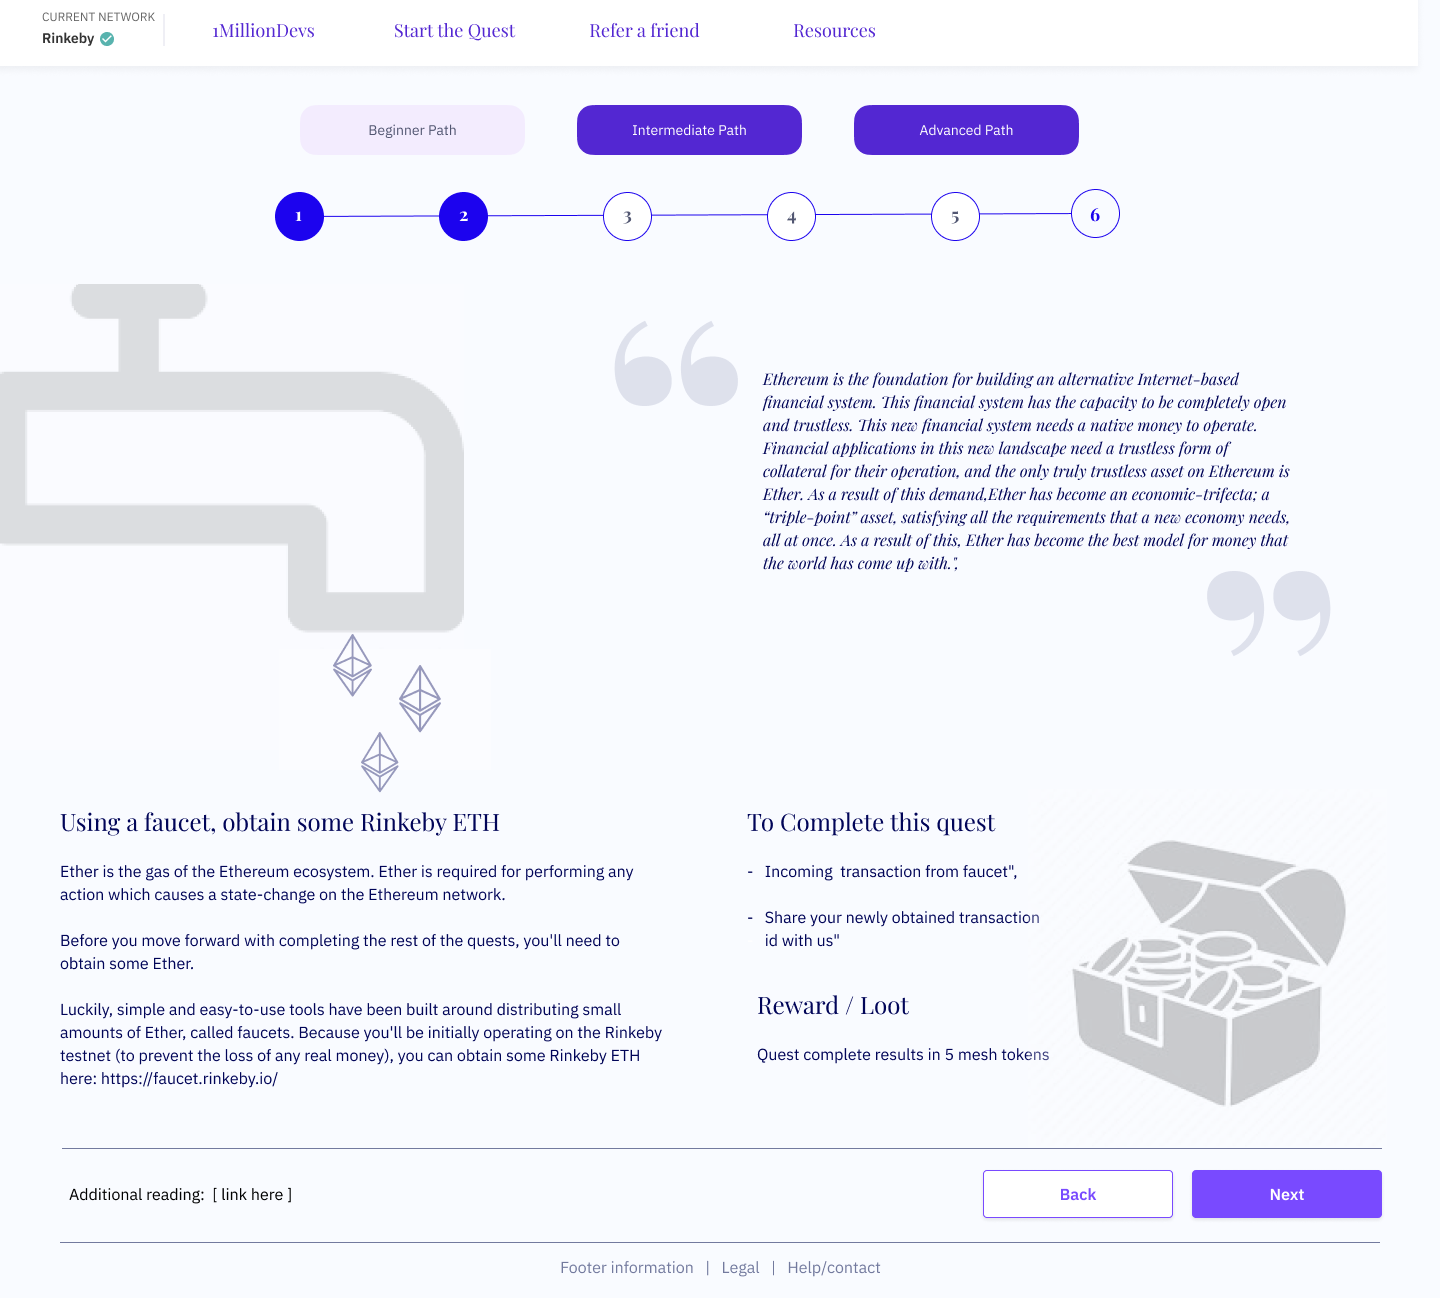 CURRENT NETWORK
Rinkeby
1MillionDevs
Start the Quest
Refer a friend
Resources
Beginner Path
Intermediate Path
Advanced Path
1
2
3
4
5
6
“
Ethereum is the foundation for building an alternative Internet-based
financial system. This financial system has the capacity to be completely open
and trustless. This new financial system needs a native money to operate.
Financial applications in this new landscape need a trustless form of
collateral for their operation, and the only truly trustless asset on Ethereum is
Ether. As a result of this demand,Ether has become an economic-trifecta; a
“triple-point” asset, satisfying all the requirements that a new economy needs,
all at once. As a result of this, Ether has become the best model for money that
the world has come up with.",
”
Using a faucet, obtain some Rinkeby ETH
Ether is the gas of the Ethereum ecosystem. Ether is required for performing any
action which causes a state-change on the Ethereum network.
Before you move forward with completing the rest of the quests, you'll need to
obtain some Ether.
Luckily, simple and easy-to-use tools have been built around distributing small
amounts of Ether, called faucets. Because you'll be initially operating on the Rinkeby
testnet (to prevent the loss of any real money), you can obtain some Rinkeby ETH
here: https://faucet.rinkeby.io/
To Complete this quest
- Incoming transaction from faucet",
- Share your newly obtained transaction
id with us"
Reward / Loot
Quest complete results in 5 mesh tokens
Additional reading: [ link here ]
Back
Next
Footer information | Legal | Help/contact